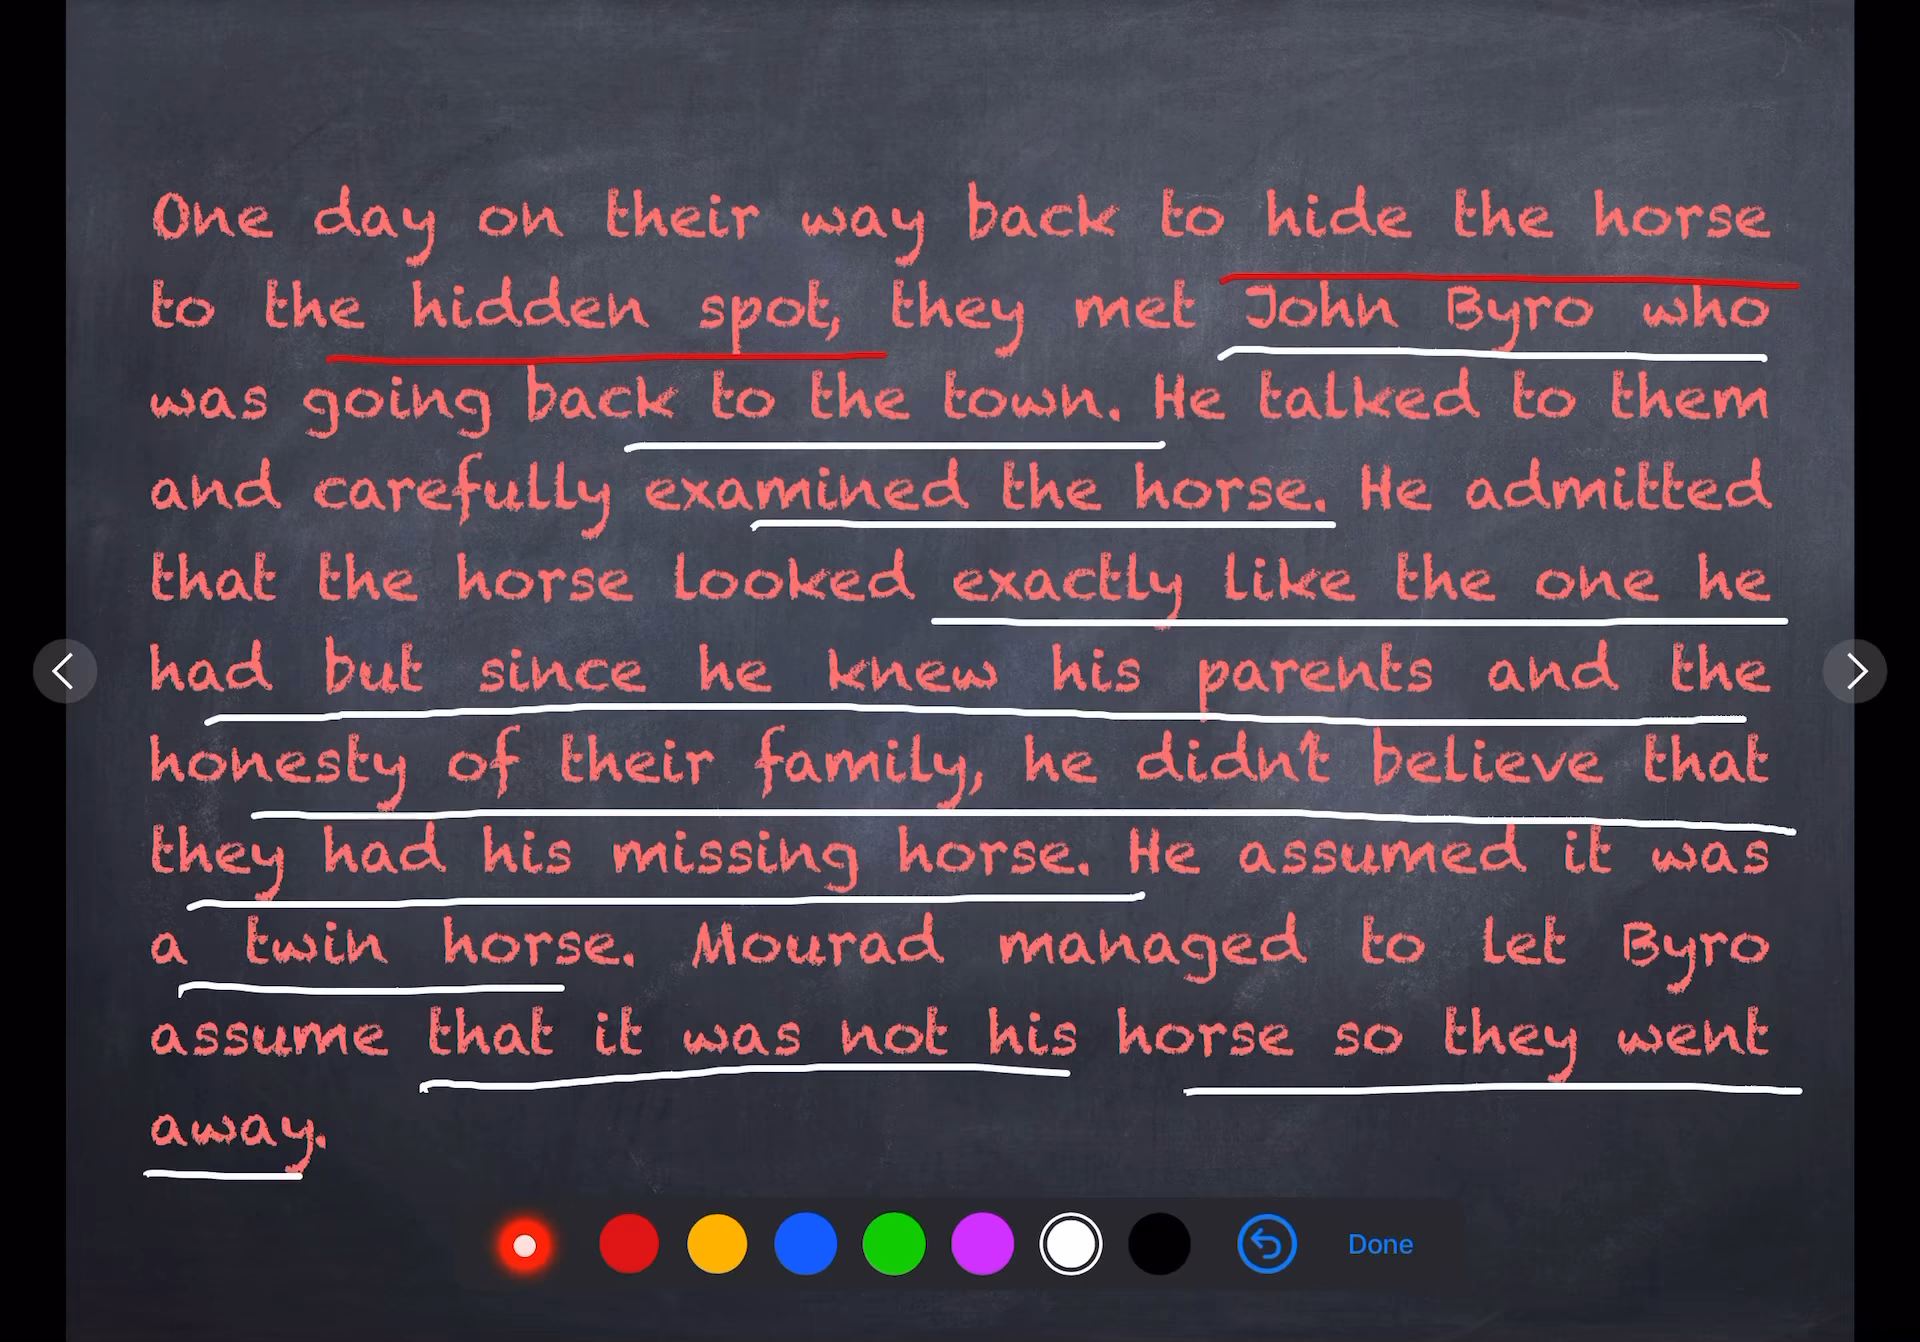 One day on their way back to hide the horse
to the hidden spot, they met John Byro who
was going back to the town. He talked to them
and carefully examined the horse. He admitted
that the horse looked exactly like the one he
had but since he knew his parents and the
honesty of their family, he didn't believe that
they had his missing horse. He assumed it was
a twin horse. Mourad managed to let Byro
assume that it was not his horse so they went
away.
Done